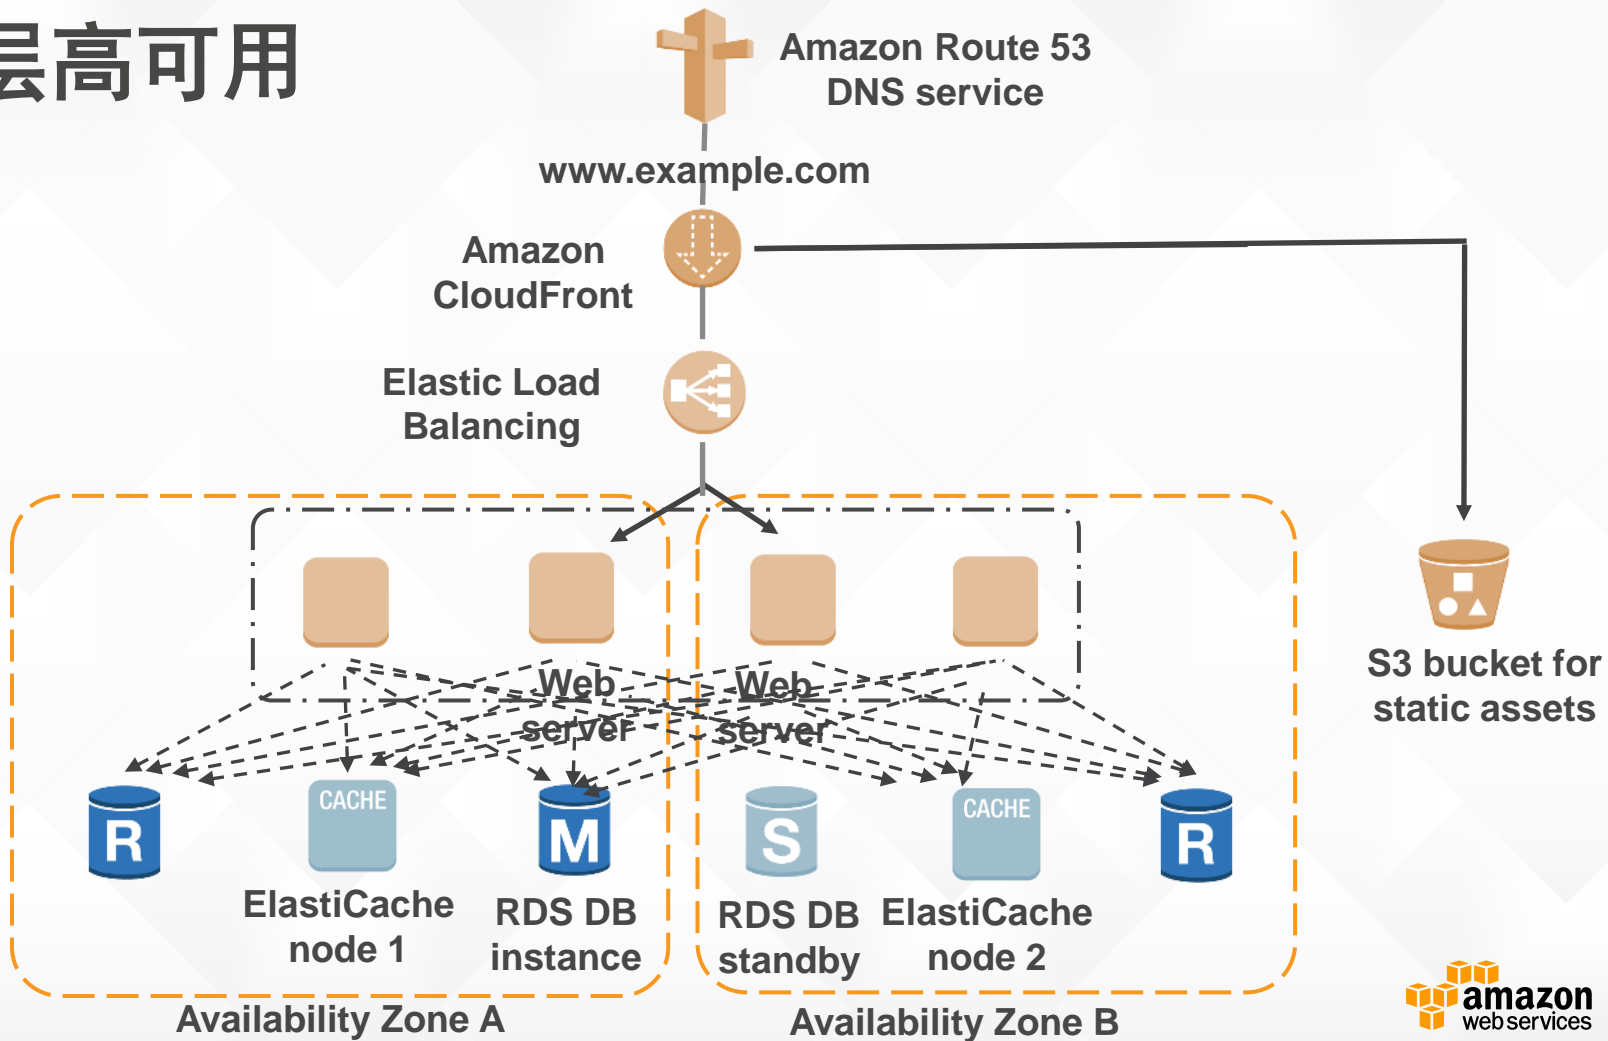 层高可用
Amazon Route 53
DNS service
www.example.com
Amazon
CloudFront
Elastic Load
Balancing
Web
server
Web
server
S3 bucket for
static assets
R
CACHE
M
S
CACHE
R
ElastiCache
node 1
RDS DB
instance
RDS DB
standby
ElastiCache
node 2
Availability Zone A
Availability Zone B
amazon
web services